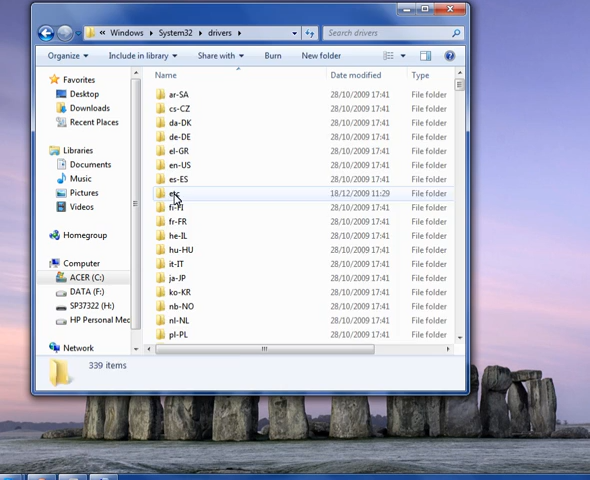 « Windows ▸ System32 ▸ drivers ▸
Search drivers
Organize Include in library Share with Burn New folder
Favorites
Desktop
Downloads
Recent Places
Libraries
Documents
Music
Pictures
Videos
Homegroup
Computer
ACER (C:)
DATA (F:)
SP37322 (H:)
HP Personal Med
Network
Name Date modified Type
ar-SA 28/10/2009 17:41 File folder
cs-CZ 28/10/2009 17:41 File folder
da-DK 28/10/2009 17:41 File folder
de-DE 28/10/2009 17:41 File folder
el-GR 28/10/2009 17:41 File folder
en-US 28/10/2009 17:41 File folder
es-ES 28/10/2009 17:41 File folder
etc 18/12/2009 11:29 File folder
fi-FI 28/10/2009 17:41 File folder
fr-FR 28/10/2009 17:41 File folder
he-IL 28/10/2009 17:41 File folder
hu-HU 28/10/2009 17:41 File folder
it-IT 28/10/2009 17:41 File folder
ja-JP 28/10/2009 17:41 File folder
ko-KR 28/10/2009 17:41 File folder
nb-NO 28/10/2009 17:41 File folder
nl-NL 28/10/2009 17:41 File folder
pl-PL 28/10/2009 17:41 File folder
339 items